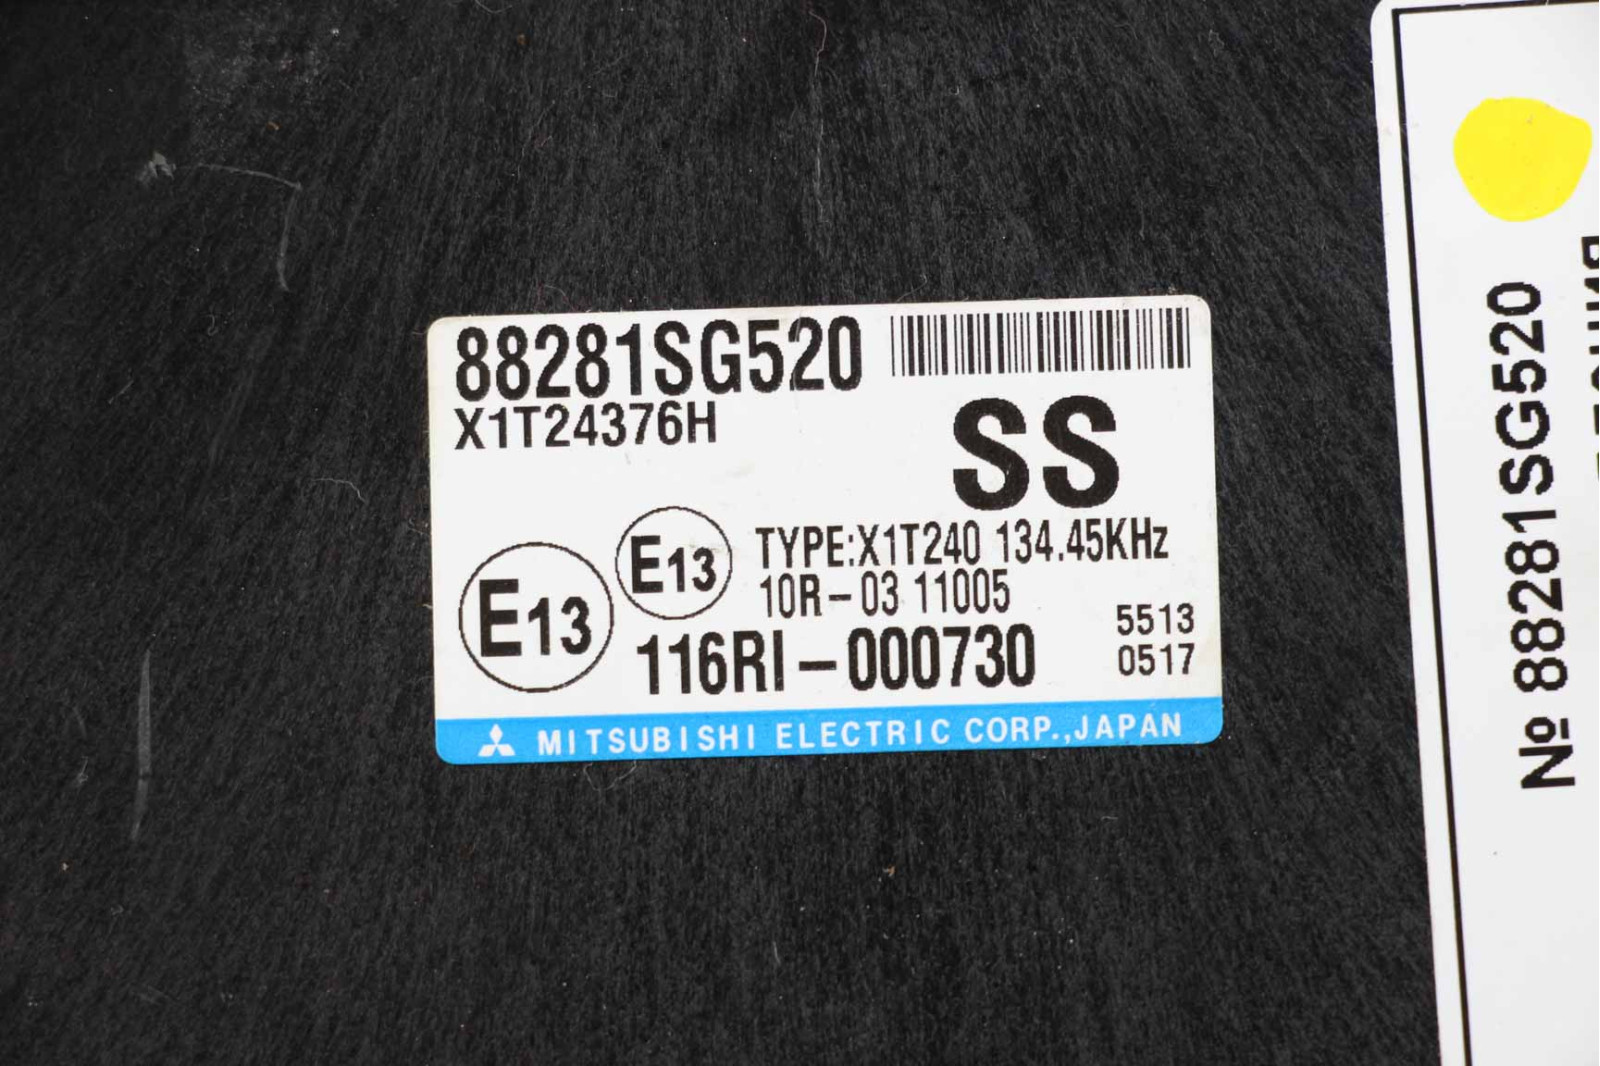 88281SG520
X1T24376H
SS
E13
E13
TYPE:X1T240 134.45KHz
10R-03 11005
116RI-000730
5513
0517
MITSUBISHI ELECTRIC CORP.,JAPAN
№ 88281SG520